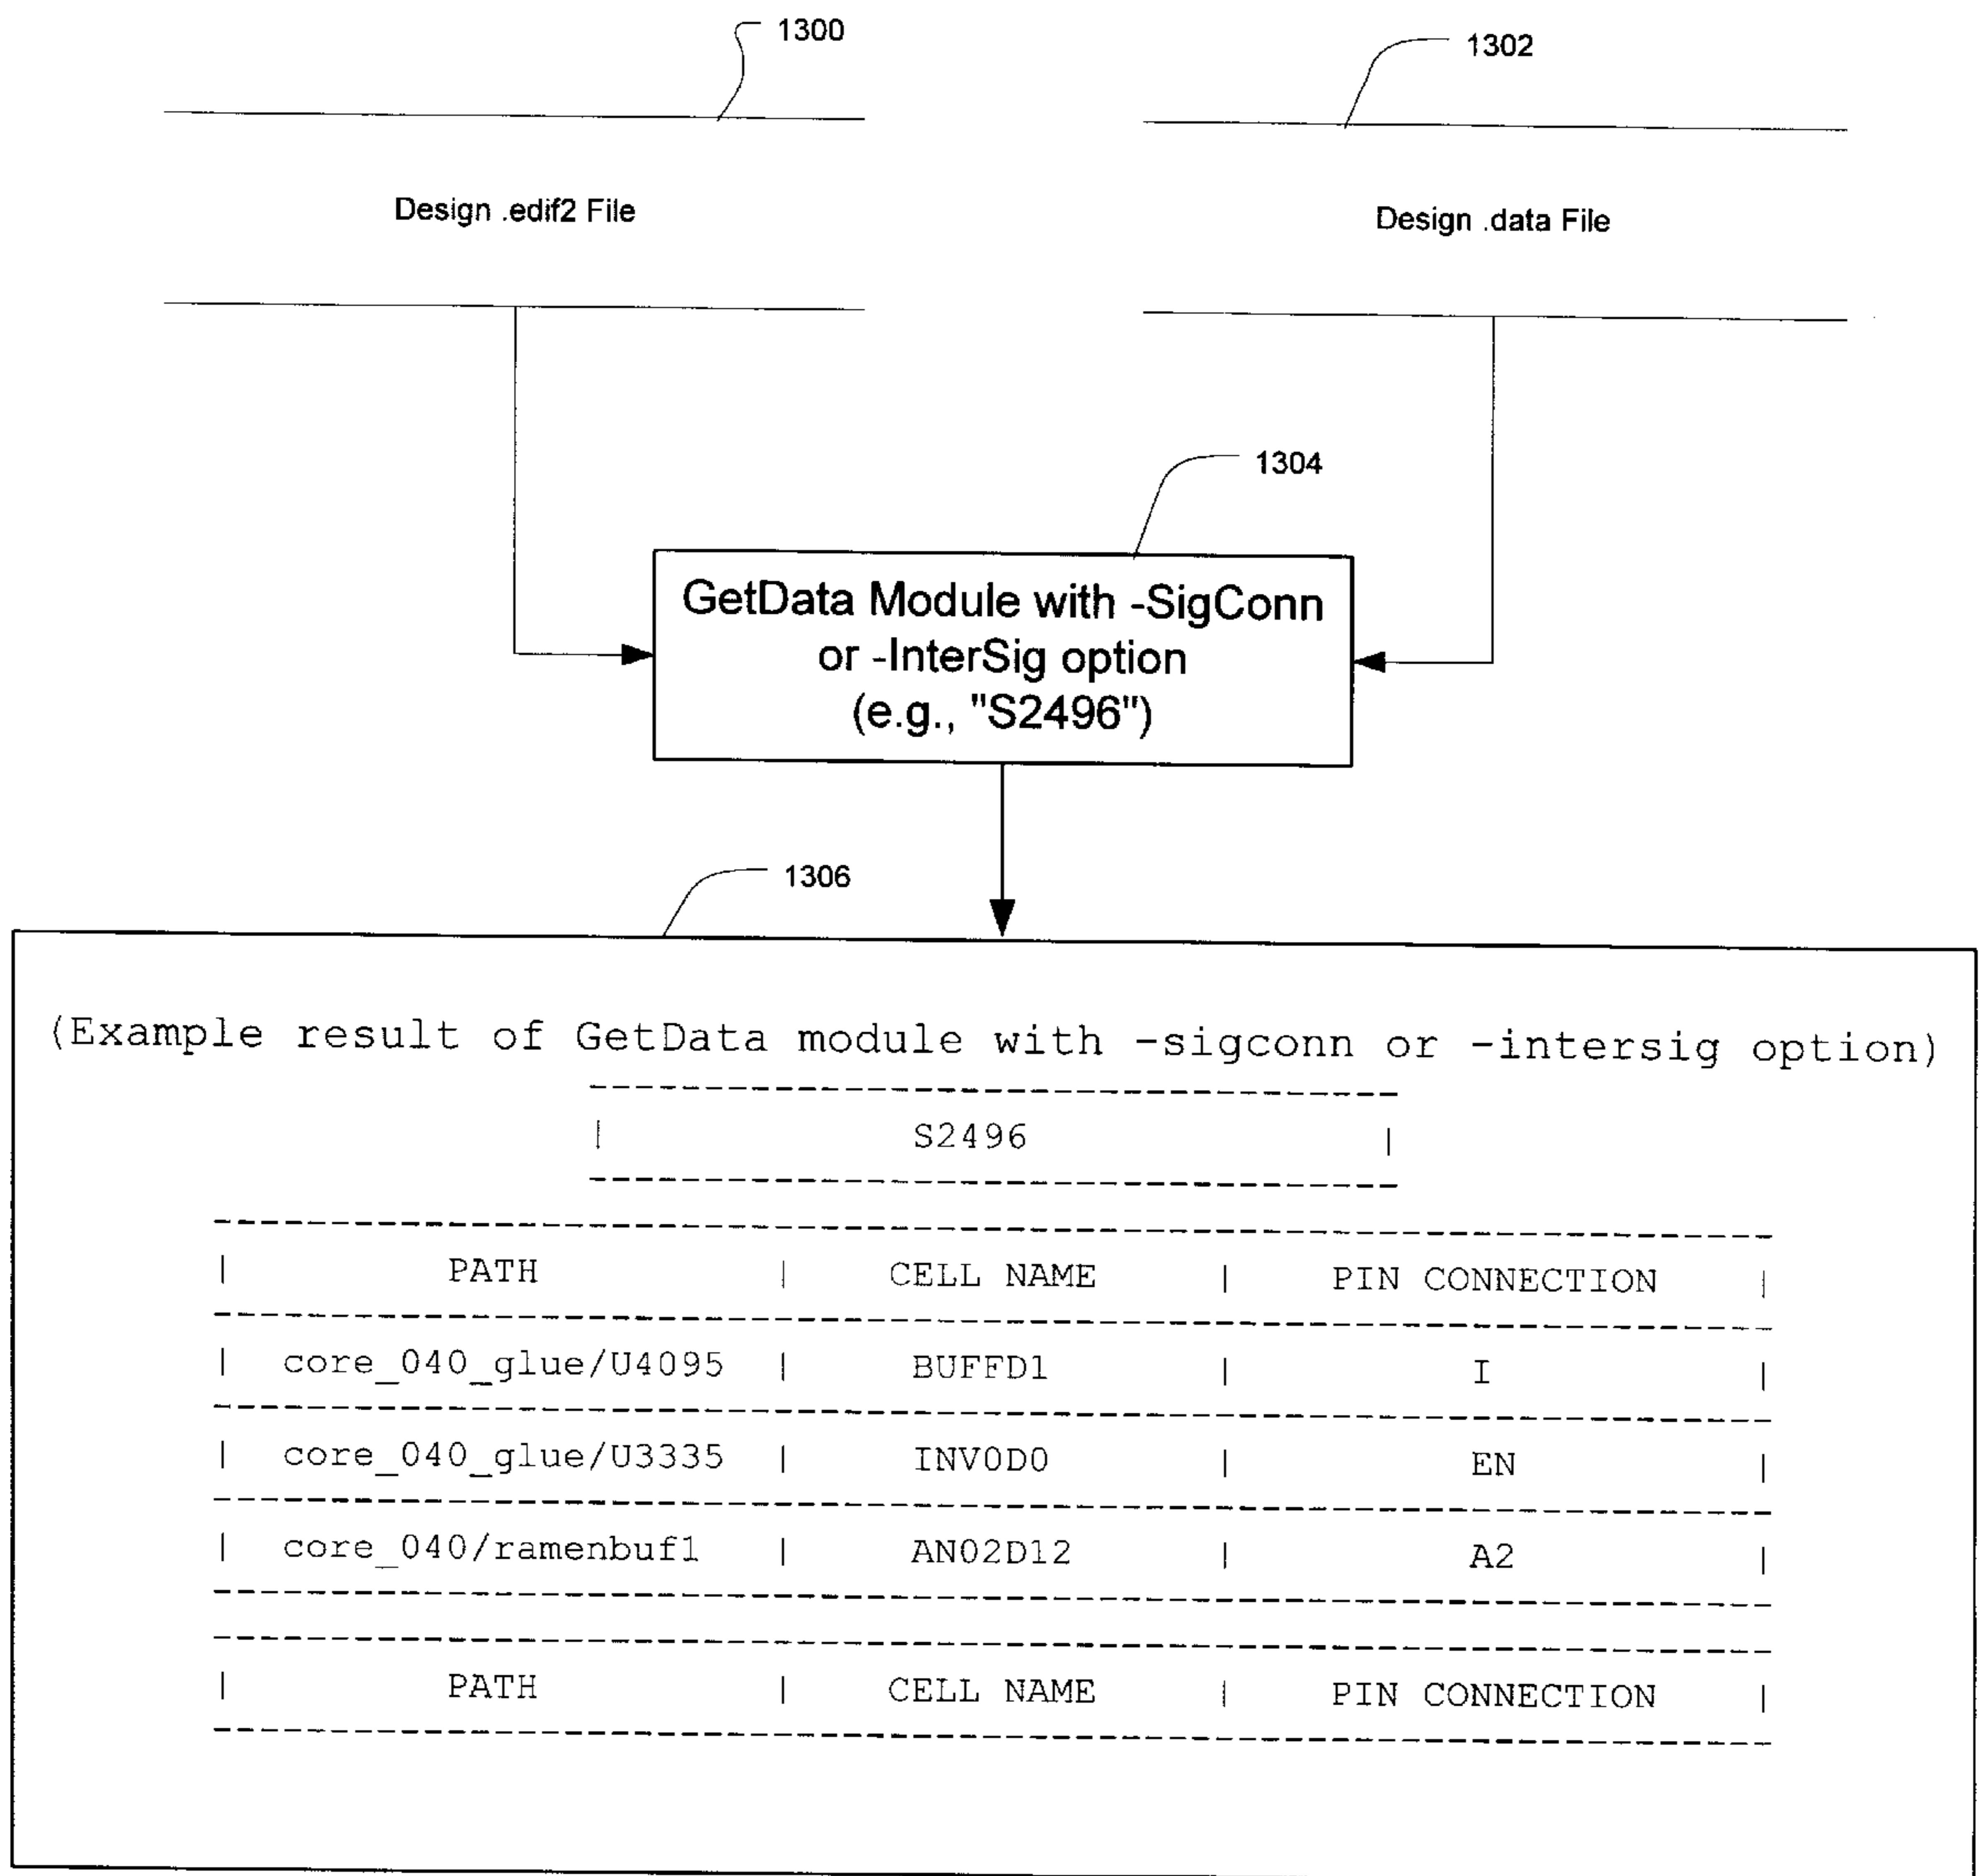 1300
1302
Design .edif2 File
Design .data File
1304
GetData Module with -SigConn
or -InterSig option
(e.g., "S2496")
1306
(Example result of GetData module with -sigconn or -intersig option)
| S2496 |
| PATH | CELL NAME | PIN CONNECTION |
| core_040_glue/U4095 | BUFFD1 | I |
| core_040_glue/U3335 | INV0D0 | EN |
| core_040/ramenbuf1 | AN02D12 | A2 |
| PATH | CELL NAME | PIN CONNECTION |